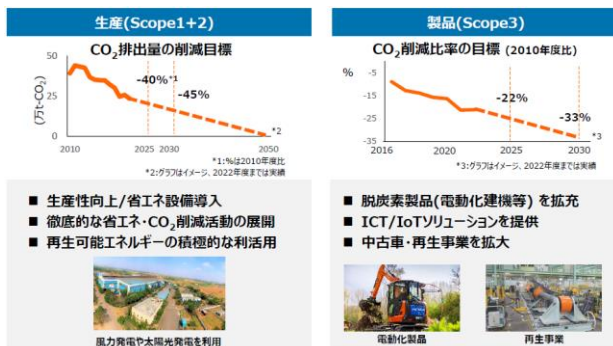 生産(Scope1+2)
CO₂排出量の削減目標
(万t-CO₂)
50
25
0
-40%*1
-45%
*2
2010
2025
2030
2050
*1:%は2010年度比
*2:グラフはイメージ、2022年度までは実績
■ 生産性向上/省エネ設備導入
■ 徹底的な省エネ・CO₂削減活動の展開
■ 再生可能エネルギーの積極的な利活用
風力発電や太陽光発電を利用
製品(Scope3)
CO₂削減比率の目標 (2010年度比)
%
-5
-15
-25
-35
-22%
-33%
*3
2016
2020
2025
2030
*3:グラフはイメージ、2022年度までは実績
■ 脱炭素製品(電動化建機等) を拡充
■ ICT/IoTソリューションを提供
■ 中古車・再生事業を拡大
電動化製品
再生事業